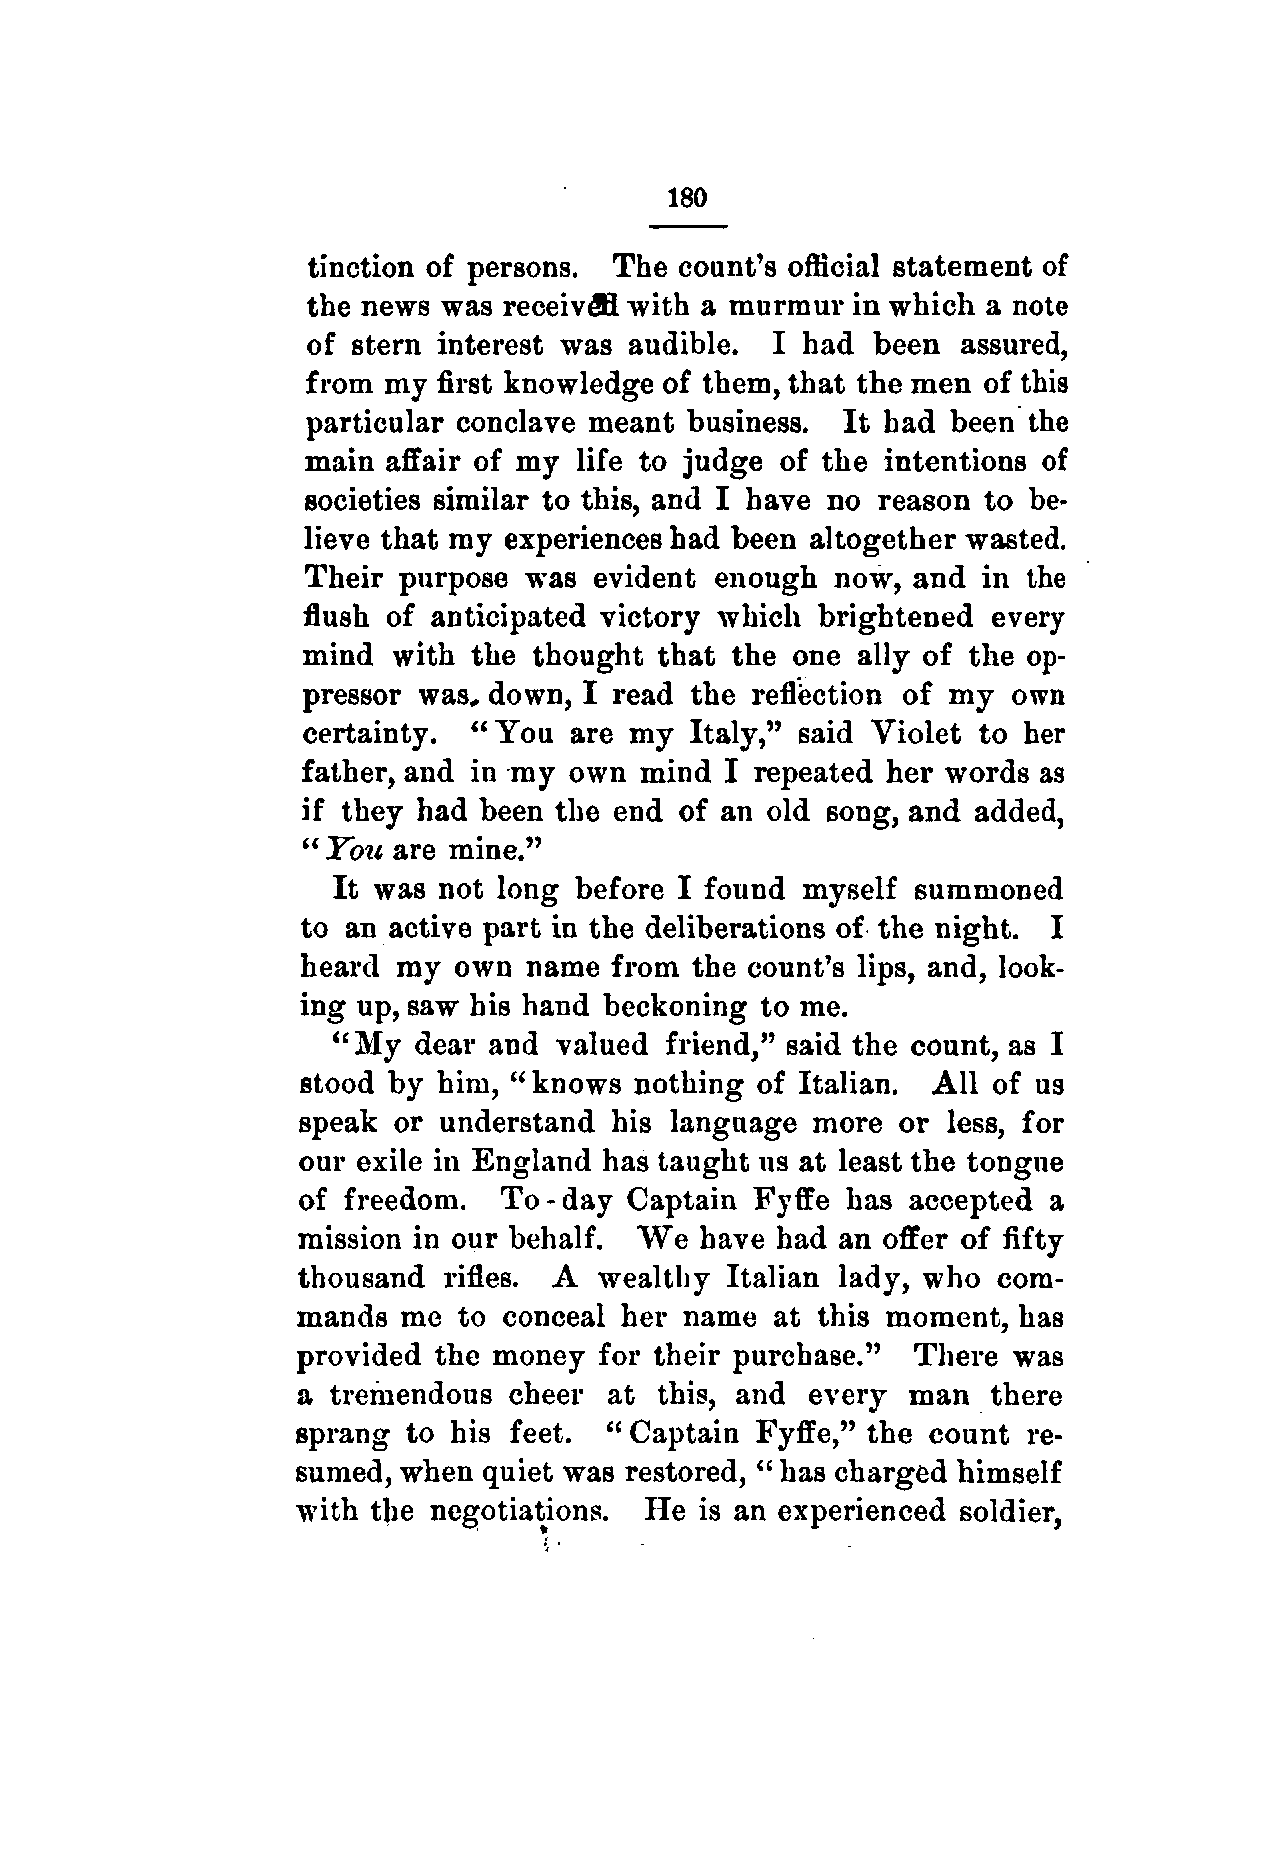 180
tinction of persons. The count's official statement of
the news was received with a murmur in which a note
of stern interest was audible. I had been assured,
from my first knowledge of them, that the men of this
particular conclave meant business. It had been the
main affair of my life to judge of the intentions of
societies similar to this, and I have no reason to be-
lieve that my experiences had been altogether wasted.
Their purpose was evident enough now, and in the
flush of anticipated victory which brightened every
mind with the thought that the one ally of the op-
pressor was down, I read the reflection of my own
certainty. "You are my Italy," said Violet to her
father, and in my own mind I repeated her words as
if they had been the end of an old song, and added,
"You are mine."
It was not long before I found myself summoned
to an active part in the deliberations of the night. I
heard my own name from the count's lips, and, look-
ing up, saw his hand beckoning to me.
"My dear and valued friend," said the count, as I
stood by him, "knows nothing of Italian. All of us
speak or understand his language more or less, for
our exile in England has taught us at least the tongue
of freedom. To-day Captain Fyffe has accepted a
mission in our behalf. We have had an offer of fifty
thousand rifles. A wealthy Italian lady, who com-
mands me to conceal her name at this moment, has
provided the money for their purchase." There was
a tremendous cheer at this, and every man there
sprang to his feet. "Captain Fyffe," the count re-
sumed, when quiet was restored, "has charged himself
with the negotiations. He is an experienced soldier,